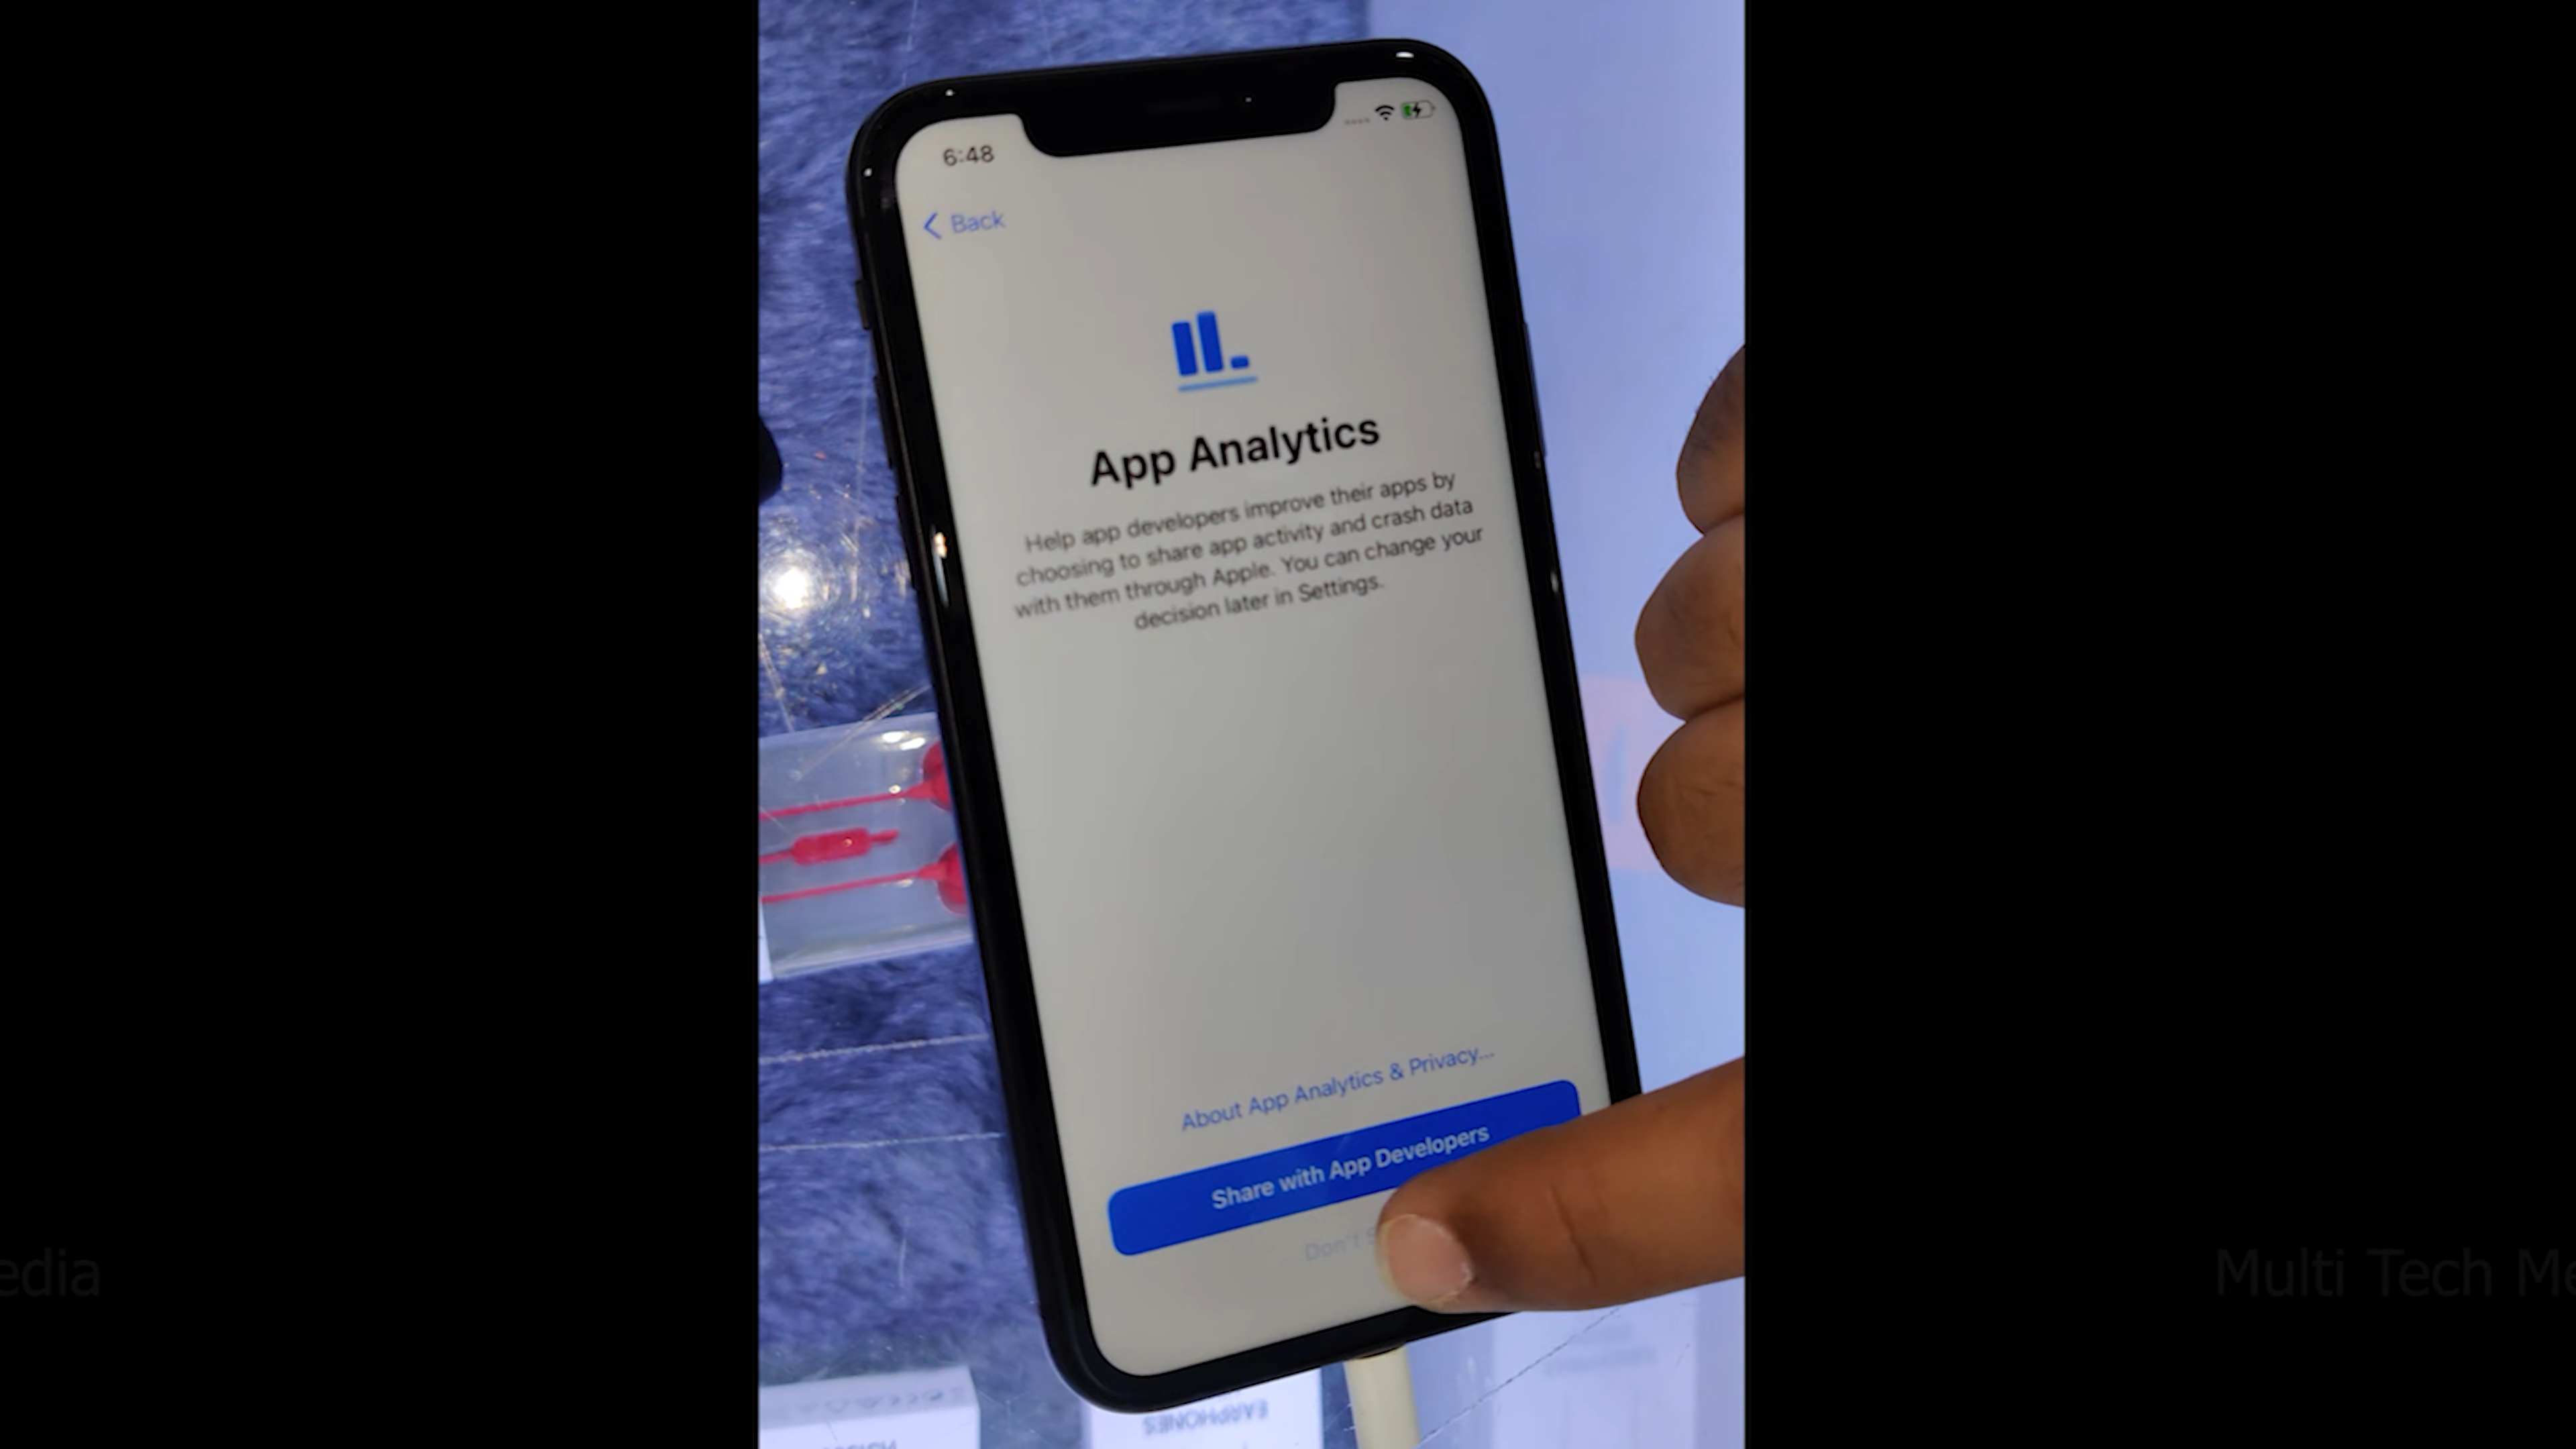 6:48
Back
App Analytics
Help app developers improve their apps by
choosing to share app activity and crash data
with them through Apple. You can change your
decision later in Settings.
About App Analytics & Privacy...
Share with App Developers
Don't
EARPHONES
edia
Multi Tech Me